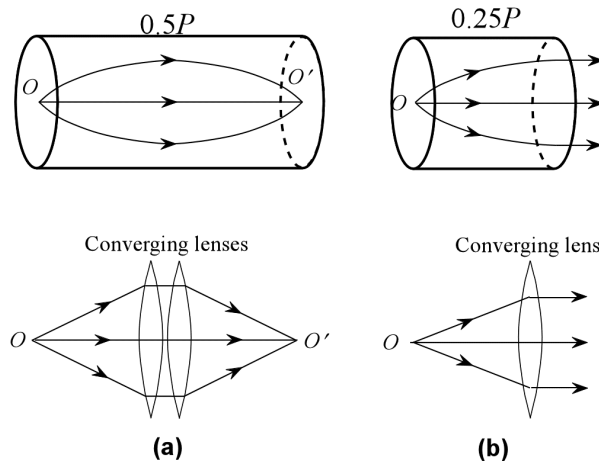 0.5P
0.25P
O
O'
O
Converging lenses
Converging lens
O
O'
O
(a)
(b)